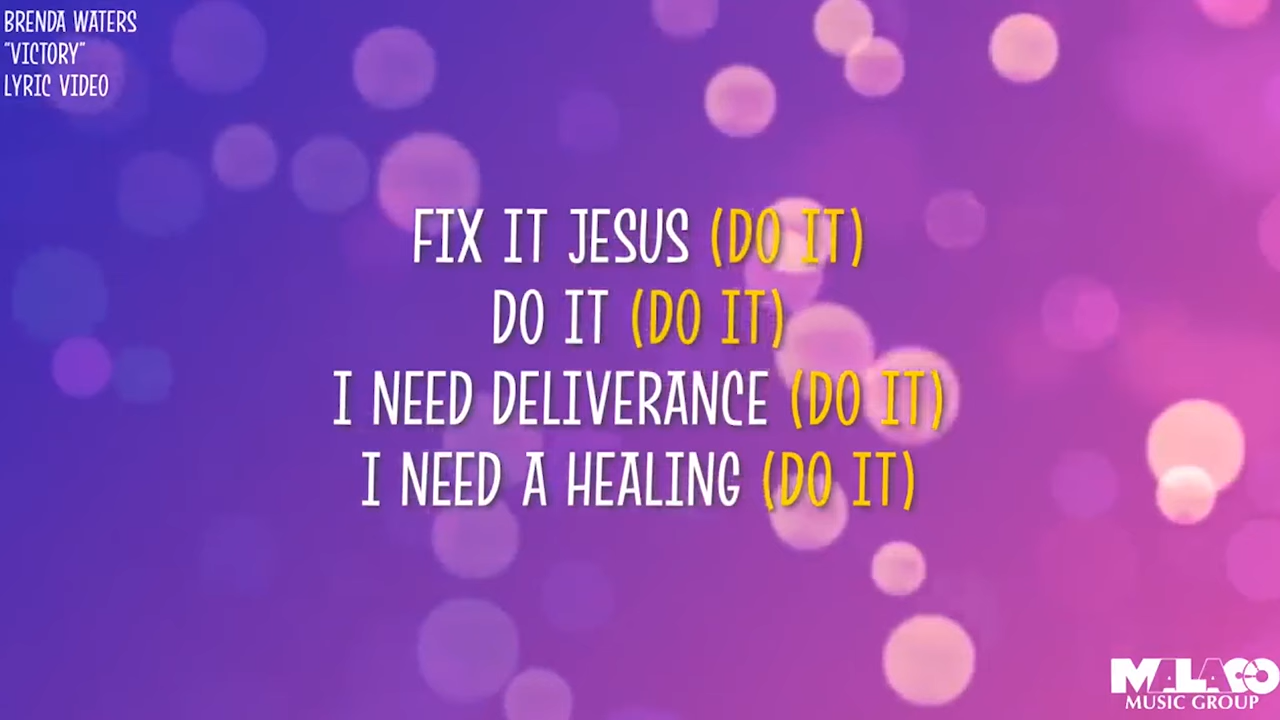 BRENDA WATERS
"VICTORY"
LYRIC VIDEO
FIX IT JESUS (DO IT)
DO IT (DO IT)
I NEED DELIVERANCE (DO IT)
I NEED A HEALING (DO IT)
MALACO
MUSIC GROUP